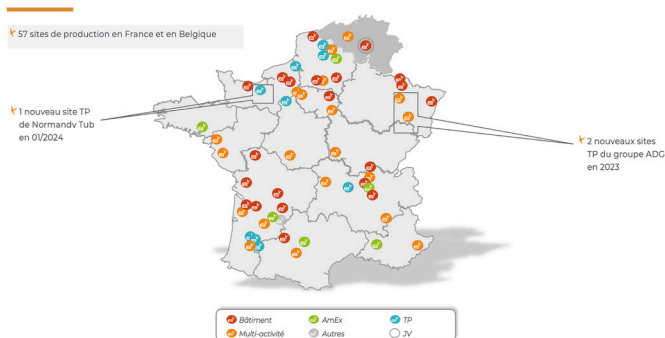 57 sites de production en France et en Belgique
1 nouveau site TP
de Normandv Tub
en 01/2024
2 nouveaux sites
TP du groupe ADG
en 2023
Bâtiment
AmEx
TP
Multi-activité
Autres
JV